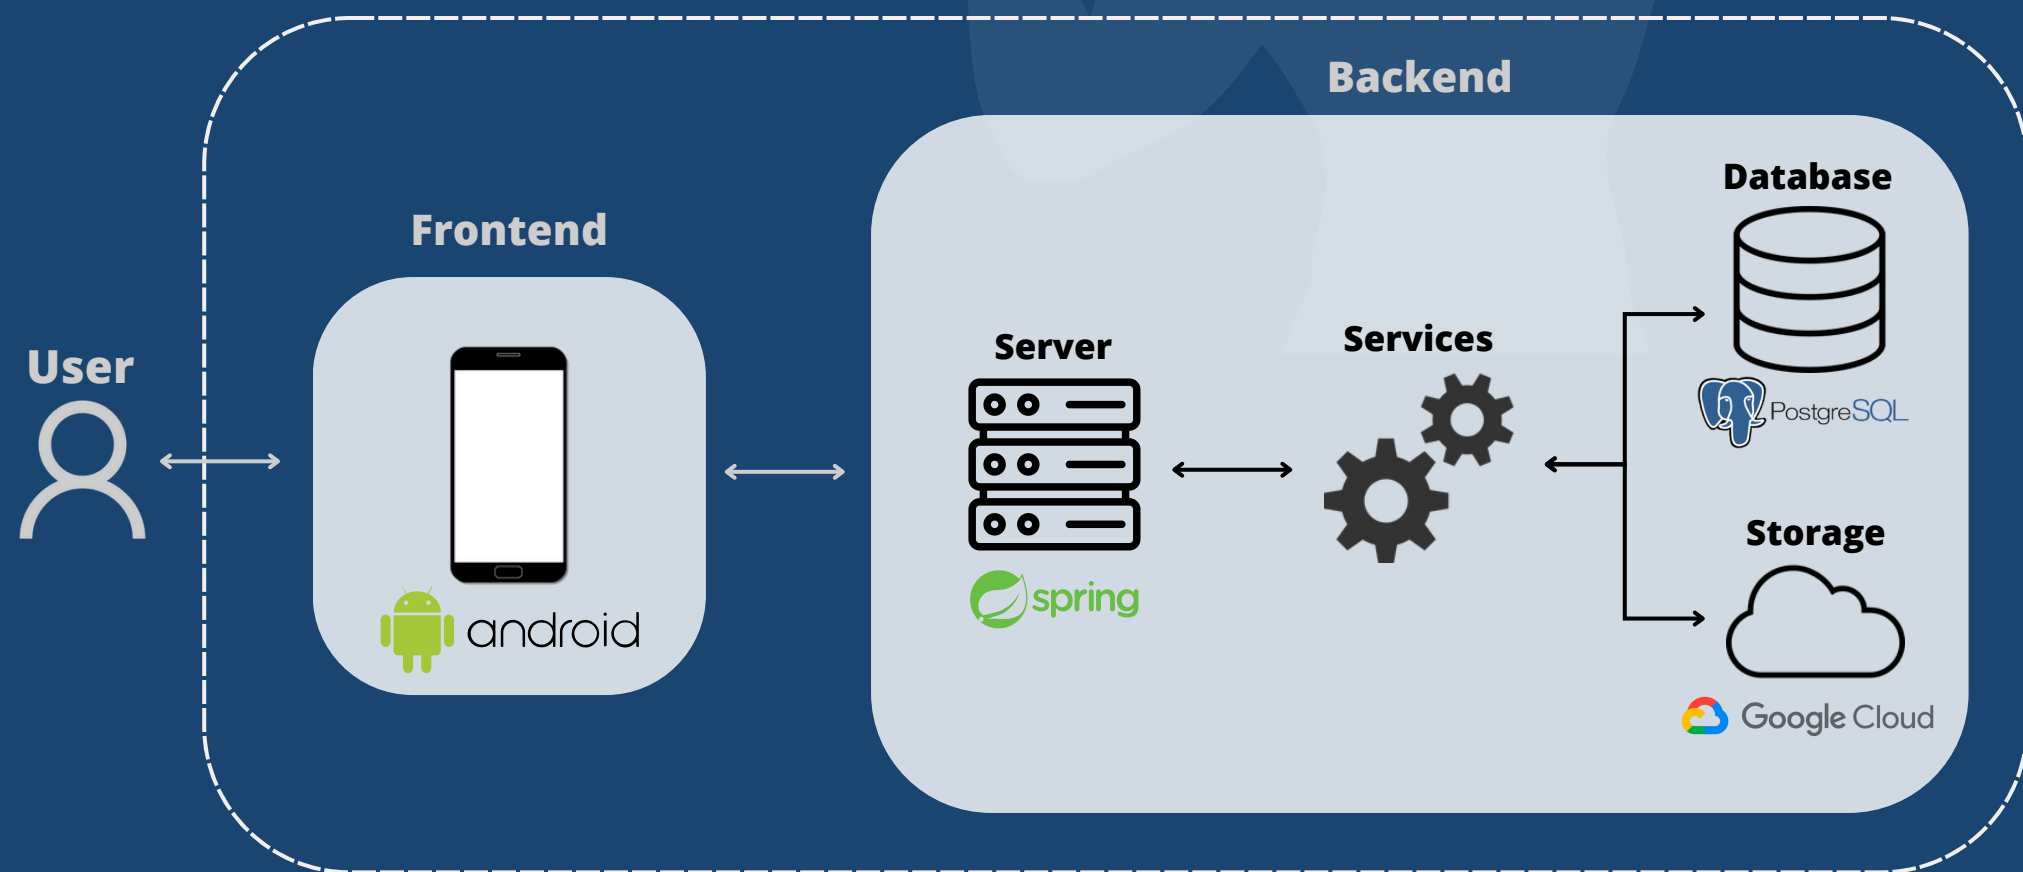 Backend
Database
Frontend
Server
Services
User
PostgreSQL
Storage
spring
android
Google Cloud